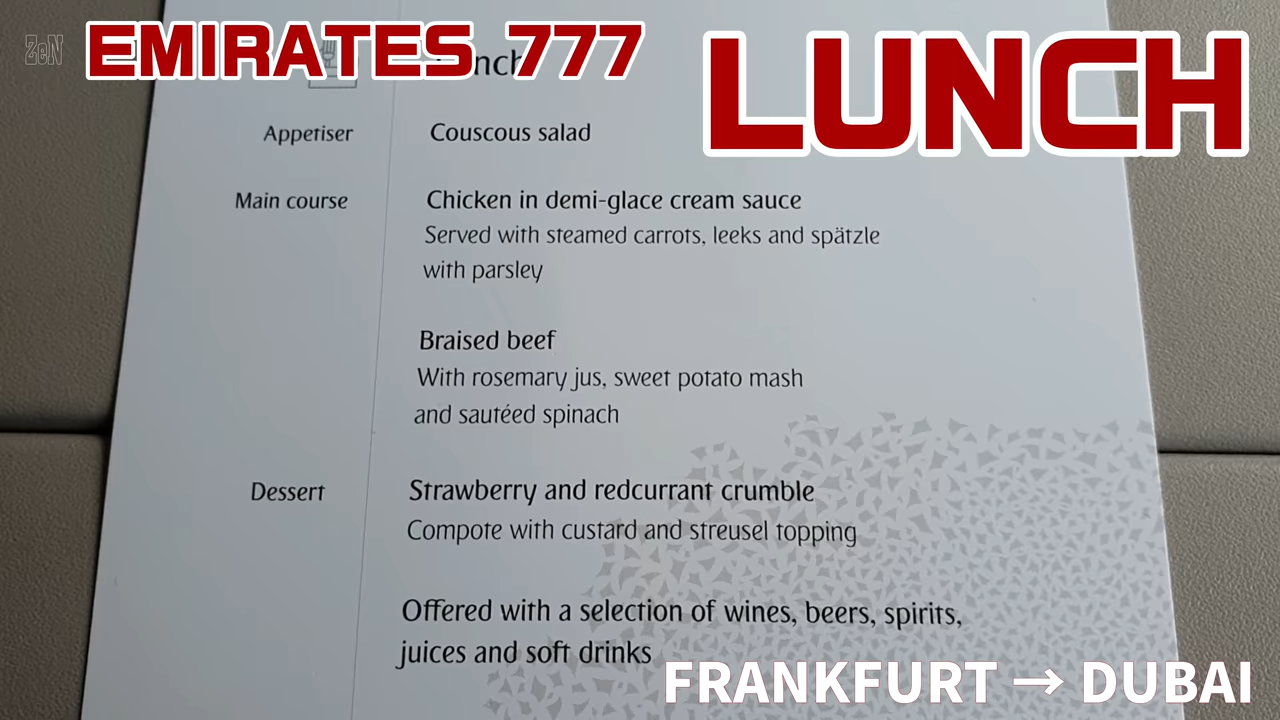 ZeN
EMIRATES 777
LUNCH
Appetiser
Couscous salad
Main course
Chicken in demi-glace cream sauce
Served with steamed carrots, leeks and spätzle
with parsley
Braised beef
With rosemary jus, sweet potato mash
and sautéed spinach
Dessert
Strawberry and redcurrant crumble
Compote with custard and streusel topping
Offered with a selection of wines, beers, spirits,
juices and soft drinks
FRANKFURT → DUBAI